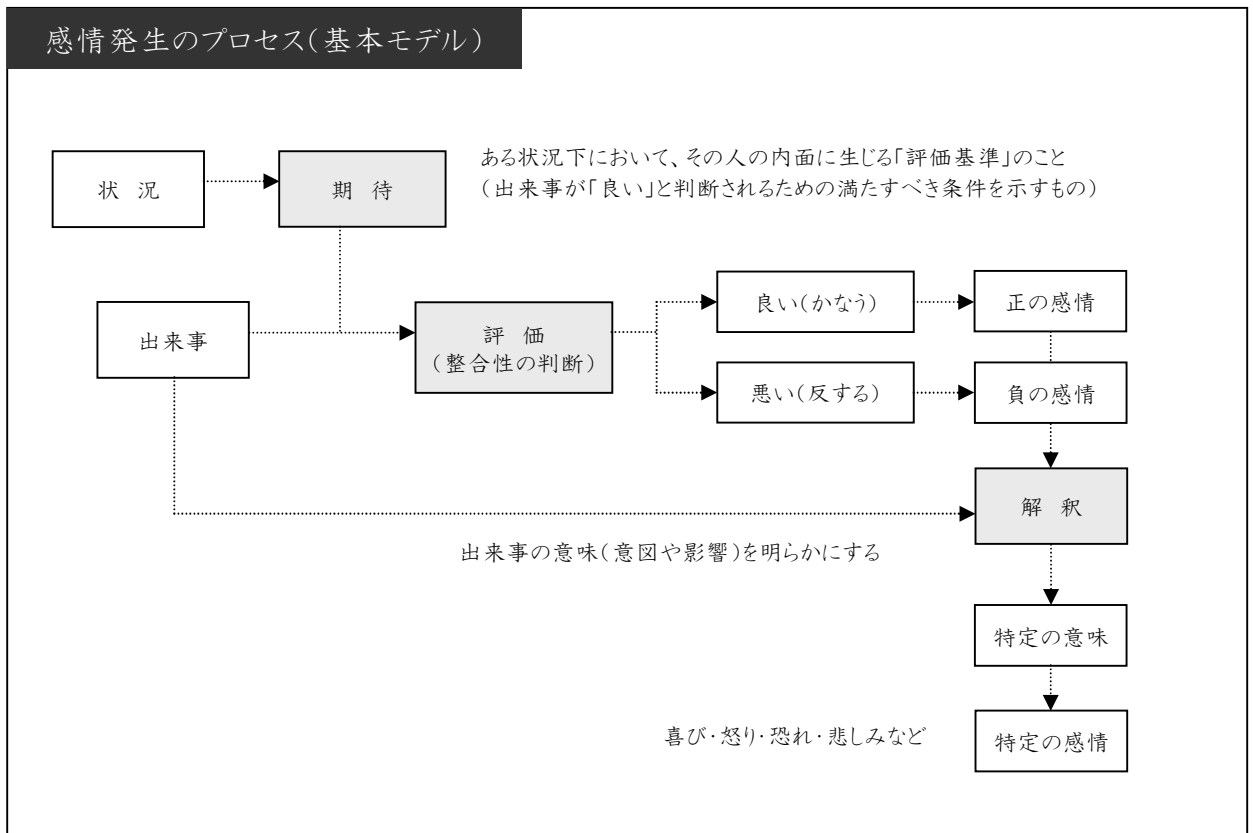 感情発生のプロセス(基本モデル)
ある状況下において、その人の内面に生じる「評価基準」のこと
(出来事が「良い」と判断されるための満たすべき条件を示すもの)
状 況
期 待
出来事
評 価
(整合性の判断)
良い(かなう)
正の感情
悪い(反する)
負の感情
解 釈
出来事の意味(意図や影響)を明らかにする
特定の意味
喜び・怒り・恐れ・悲しみなど
特定の感情